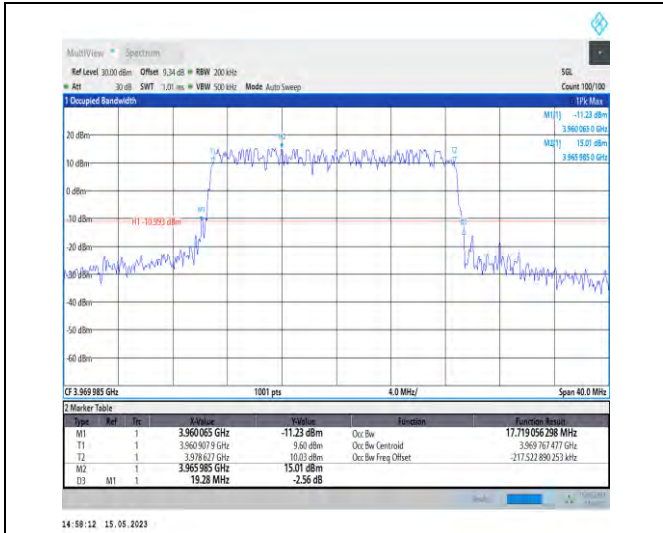 MultiView Spectrum
Ref Level 30.00 dBm Offset 9.34 dB RBW 200 kHz SGL
Att 30 dB SWT 1.01 ms VBW 500 kHz Mode Auto Sweep Count 100/100
1 Occupied Bandwidth 1Pk Max
M1[1] -11.23 dBm
3.960 065 0 GHz
M2[1] 15.01 dBm
3.965 985 0 GHz
20 dBm
M2
T1
T2
10 dBm
0 dBm
M1
-10 dBm
H1 -10.993 dBm
D3
-20 dBm
-30 dBm
-40 dBm
-50 dBm
-60 dBm
CF 3.969 985 GHz 1001 pts 4.0 MHz/ Span 40.0 MHz
2 Marker Table
Type Ref Trc X-Value Y-Value Function Function Result
M1 1 3.960 065 GHz -11.23 dBm Occ Bw 17.719 056 298 MHz
T1 1 3.960 907 9 GHz 9.60 dBm Occ Bw Centroid 3.969 767 477 GHz
T2 1 3.978 627 GHz 10.03 dBm Occ Bw Freq Offset -217.522 890 253 kHz
M2 1 3.965 985 GHz 15.01 dBm
D3 M1 1 19.28 MHz -2.56 dB
14:58:12 15.05.2023